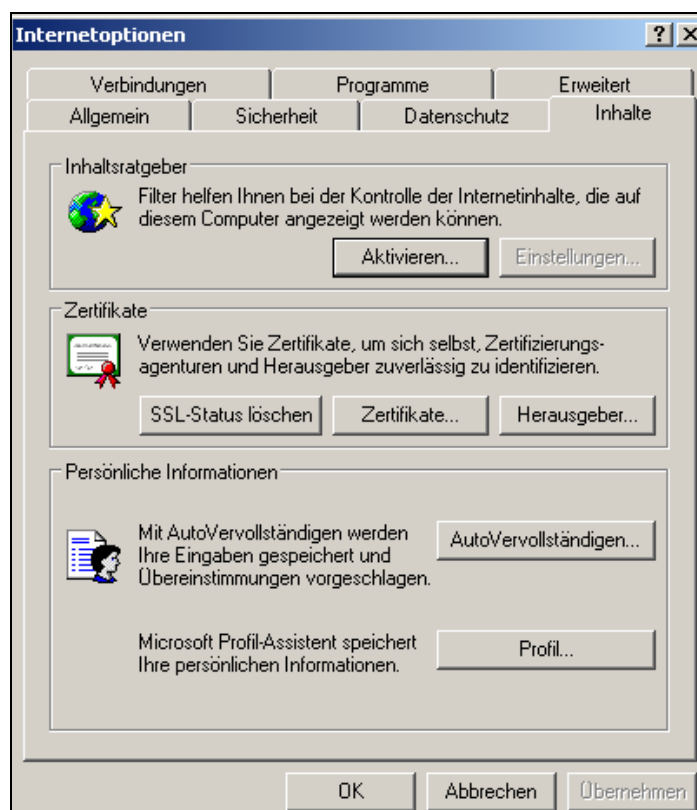 Internetoptionen
Verbindungen Programme Erweitert
Allgemein Sicherheit Datenschutz Inhalte
Inhaltsratgeber
Filter helfen Ihnen bei der Kontrolle der Internetinhalte, die auf
diesem Computer angezeigt werden können.
Aktivieren... Einstellungen...
Zertifikate
Verwenden Sie Zertifikate, um sich selbst, Zertifizierungs-
agenturen und Herausgeber zuverlässig zu identifizieren.
SSL-Status löschen Zertifikate... Herausgeber...
Persönliche Informationen
Mit AutoVervollständigen werden
Ihre Eingaben gespeichert und
Übereinstimmungen vorgeschlagen.
AutoVervollständigen...
Microsoft Profil-Assistent speichert
Ihre persönlichen Informationen.
Profil...
OK Abbrechen Übernehmen